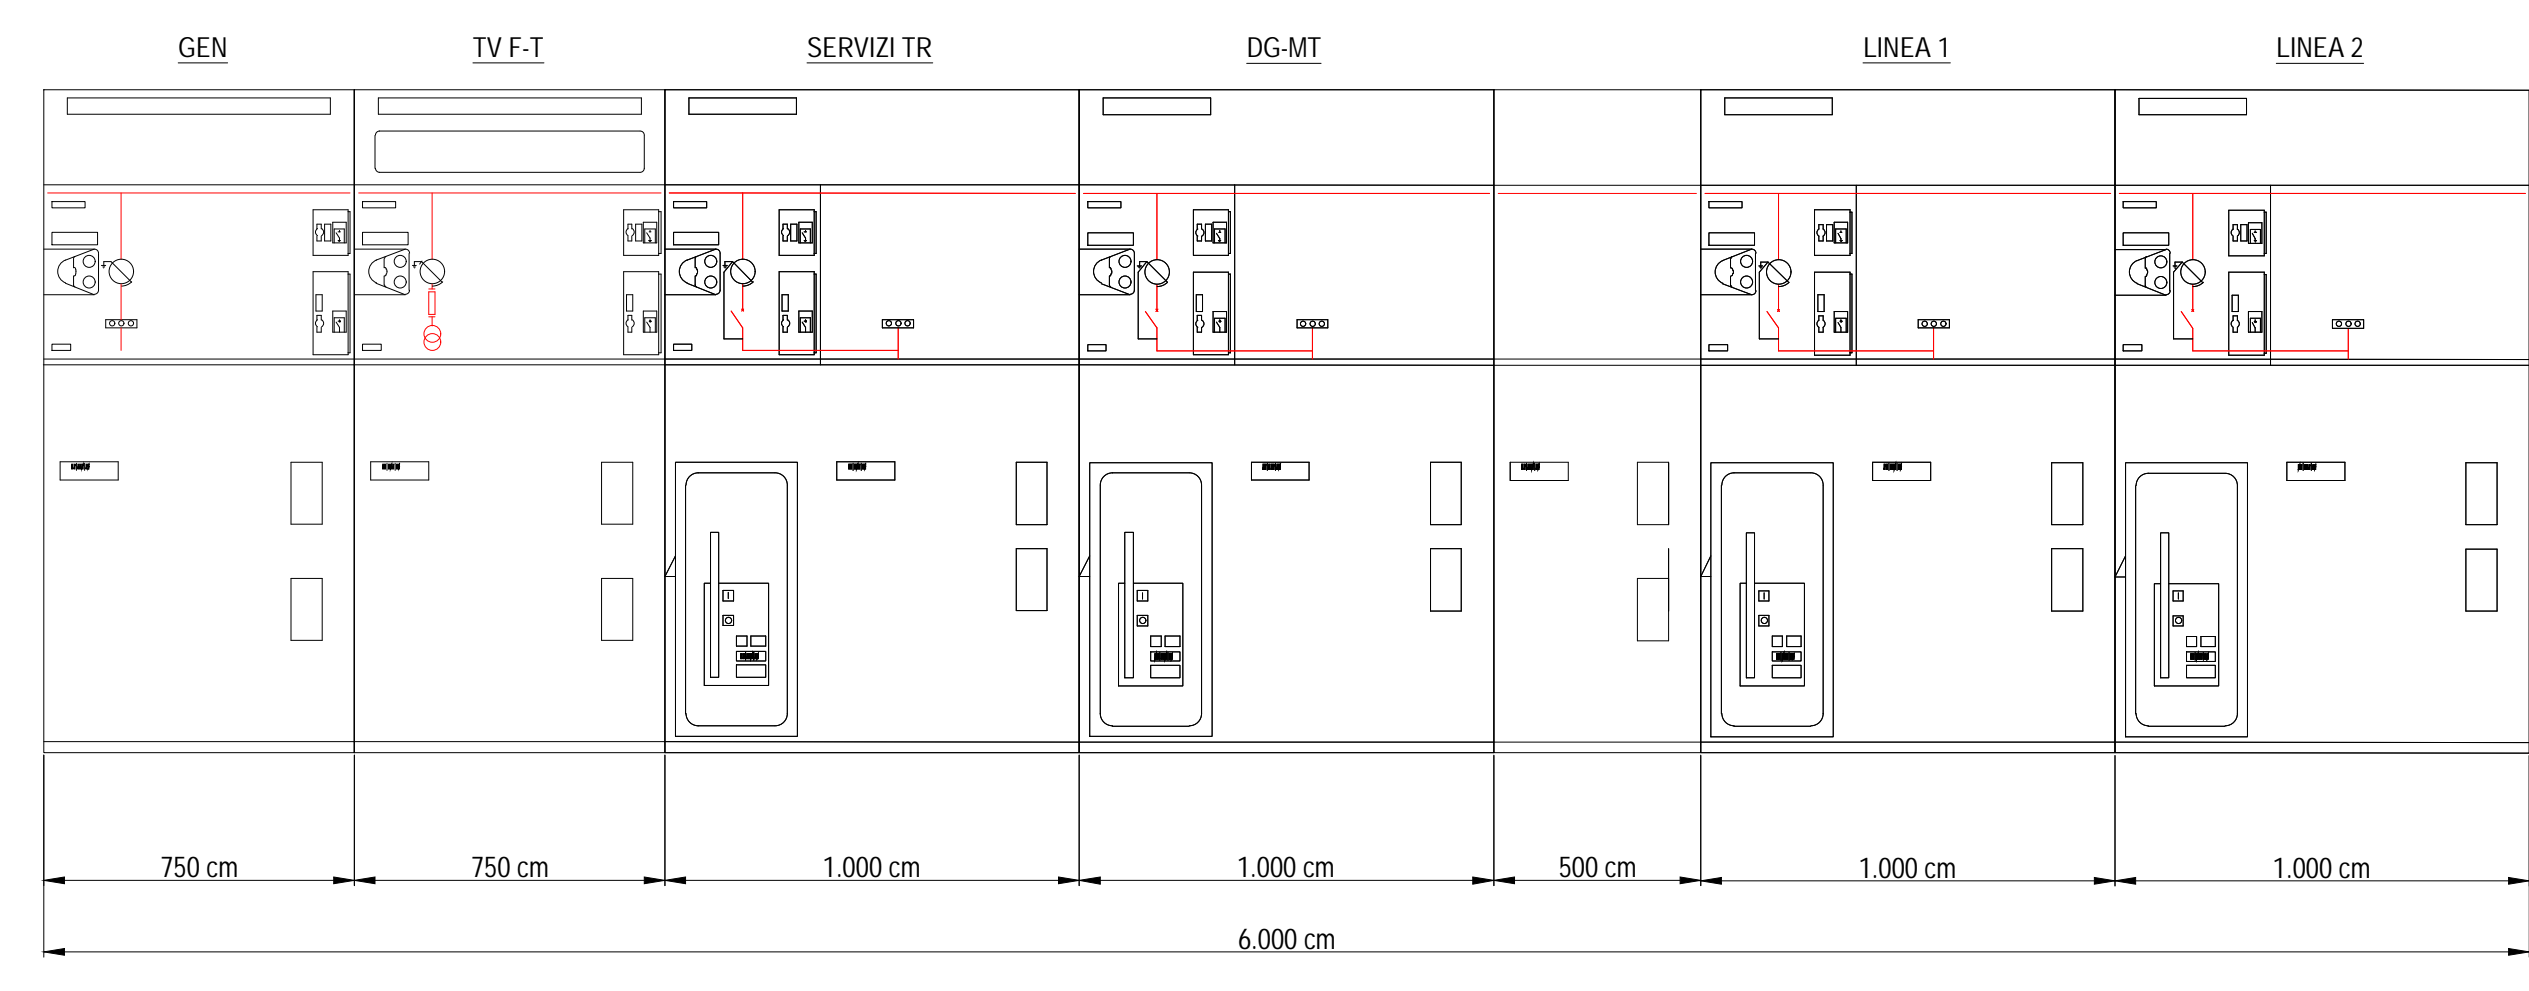 GEN TV F-T SERVIZI TR DG-MT LINEA 1 LINEA 2
750 cm 750 cm 1.000 cm 1.000 cm 500 cm 1.000 cm 1.000 cm
6.000 cm